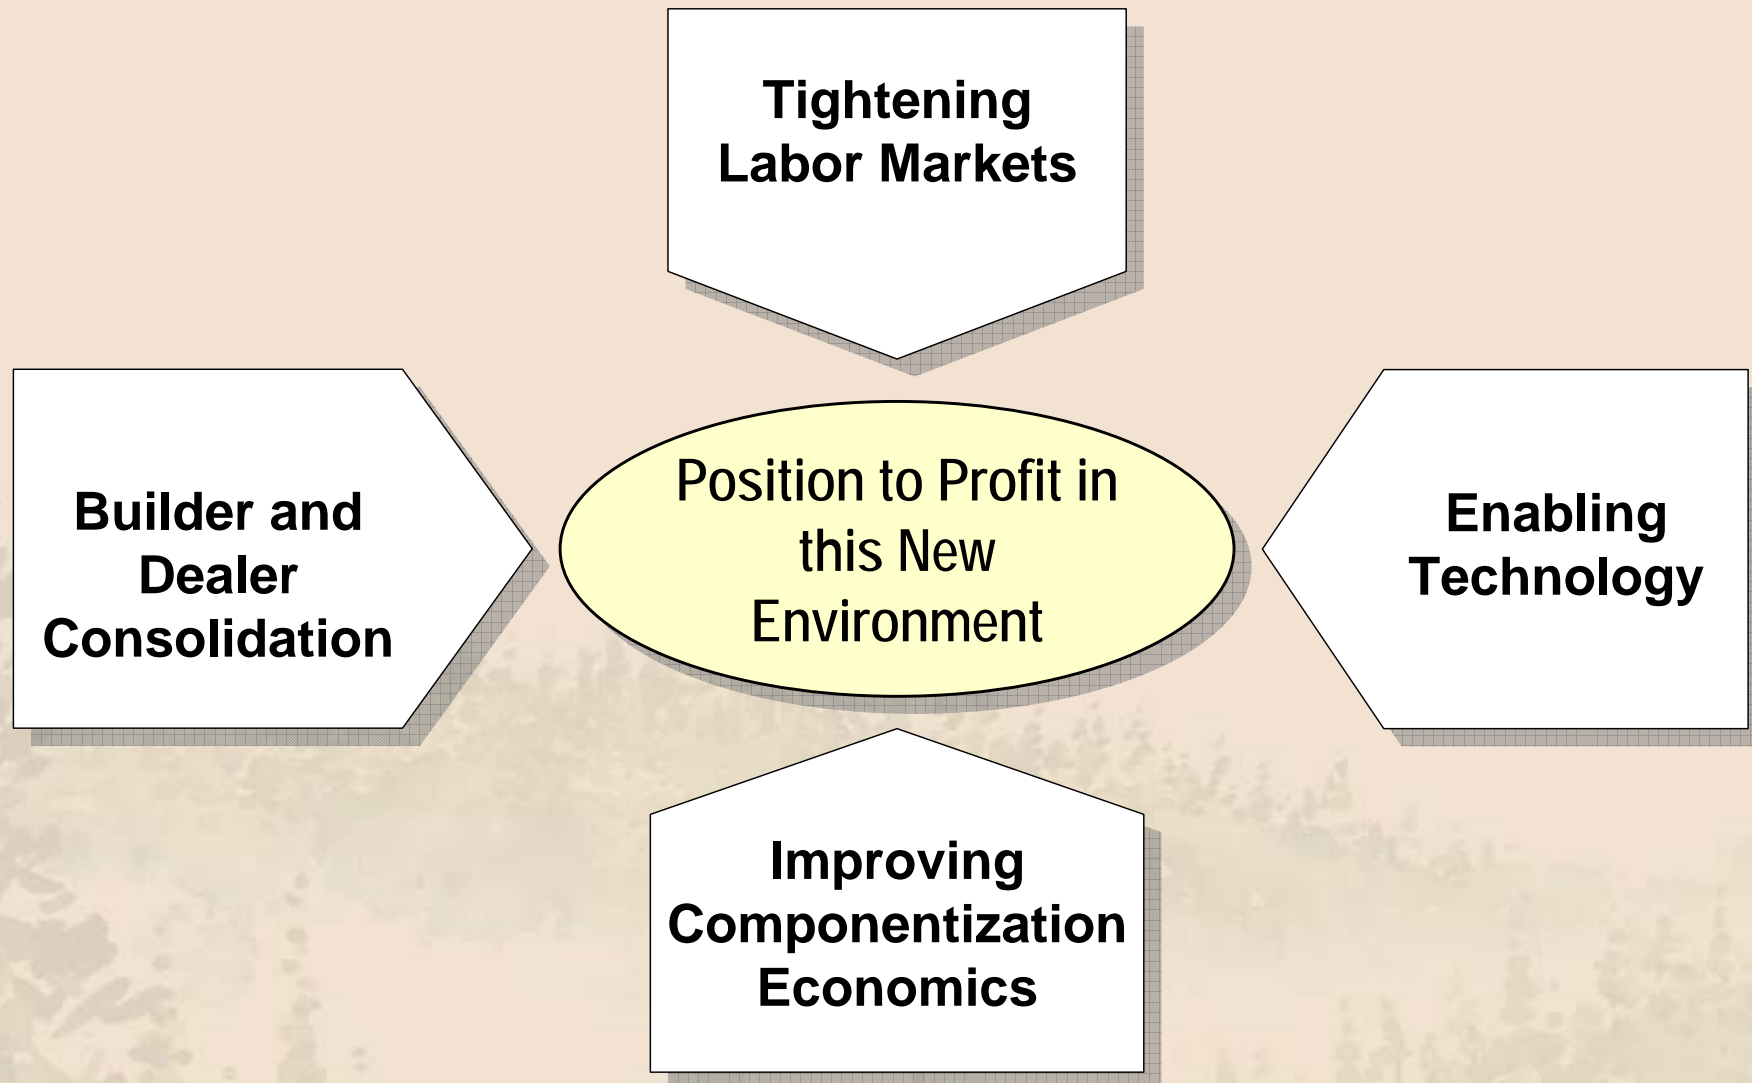 Tightening
Labor Markets
Builder and
Dealer
Consolidation
Position to Profit in
this New
Environment
Enabling
Technology
Improving
Componentization
Economics